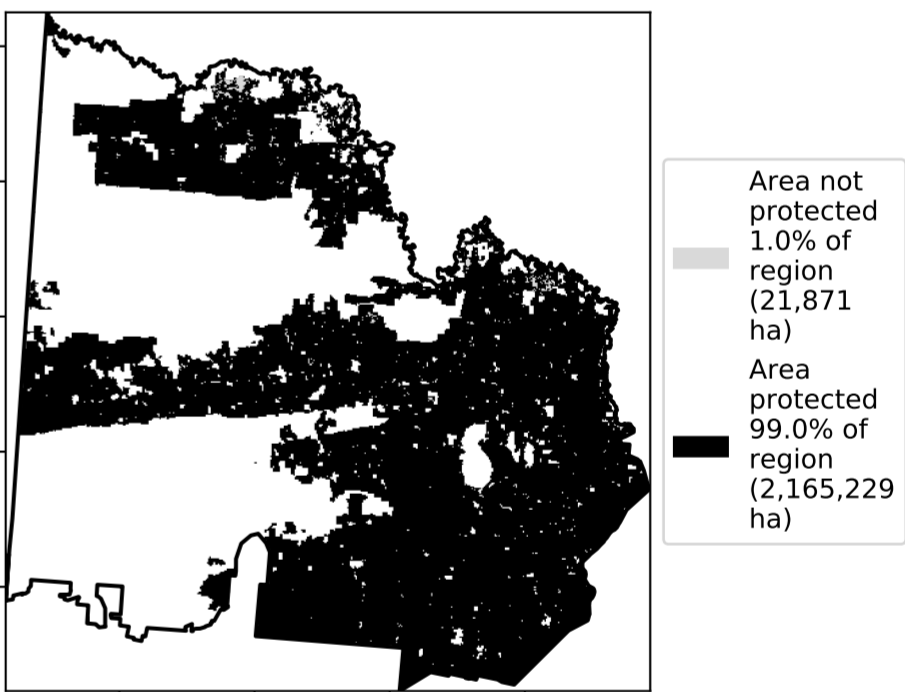 Area not
protected
1.0% of
region
(21,871
ha)
Area
protected
99.0% of
region
(2,165,229
ha)